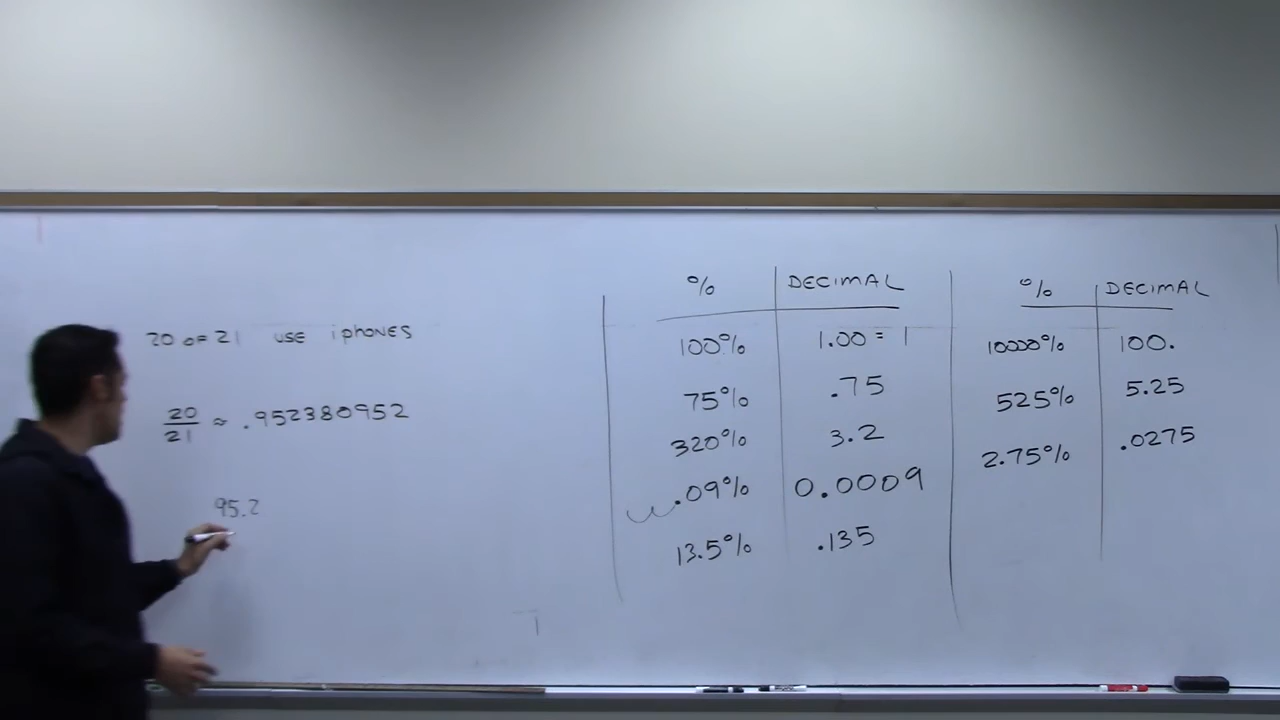 20 of 21 use iphones
20/21 ≈ .952380952
95.2
% DECIMAL
100% 1.00 = 1
75% .75
320% 3.2
.09% 0.0009
13.5% .135
% DECIMAL
10000% 100.
525% 5.25
2.75% .0275